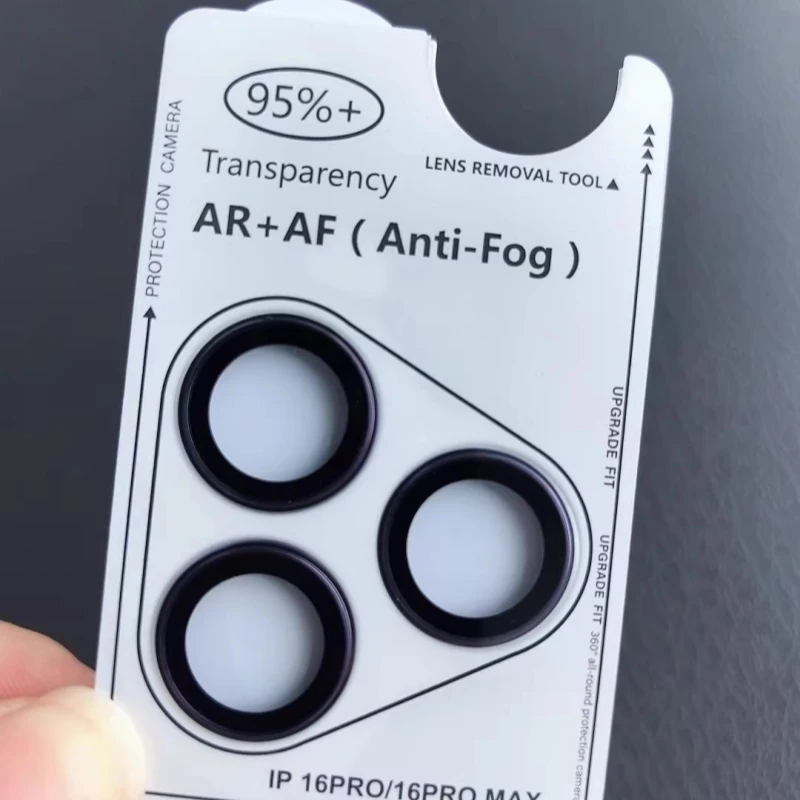 95%+
Transparency
LENS REMOVAL TOOL▲
AR+AF ( Anti-Fog )
PROTECTION CAMERA
UPGRADE FIT
UPGRADE FIT
360° all-round protection camera
IP 16PRO/16PRO MAX